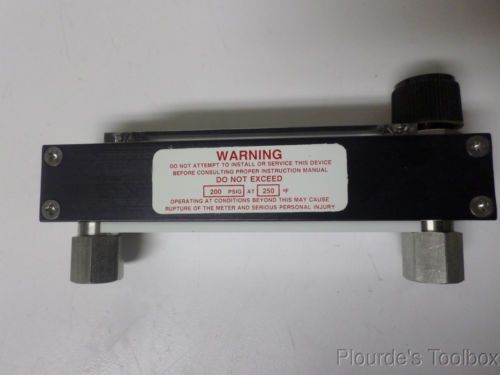 WARNING
DO NOT ATTEMPT TO INSTALL OR SERVICE THIS DEVICE
BEFORE CONSULTING PROPER INSTRUCTION MANUAL
DO NOT EXCEED
200 PSIG AT 250 °F
OPERATING AT CONDITIONS BEYOND THIS MAY CAUSE
RUPTURE OF THE METER AND SERIOUS PERSONAL INJURY
Plourde's Toolbox